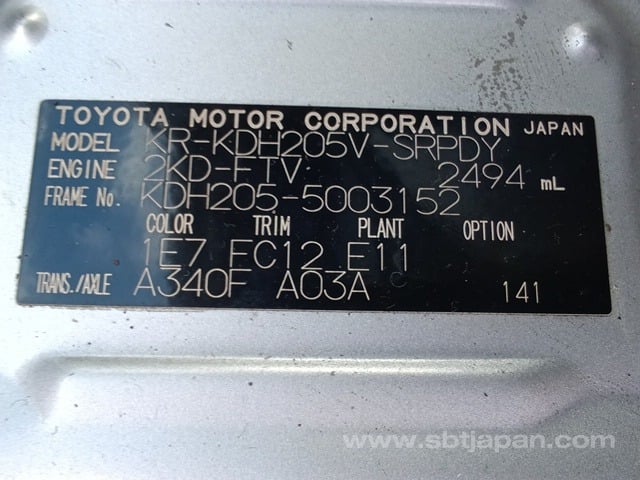 TOYOTA MOTOR CORPORATION JAPAN
MODEL KR-KDH205V-SRPDY
ENGINE 2KD-FTV 2494 mL
FRAME No. KDH205-5003152
COLOR TRIM PLANT OPTION
1E7 FC12 E11
TRANS./AXLE A340F A03A 141
www.sbtjapan.com